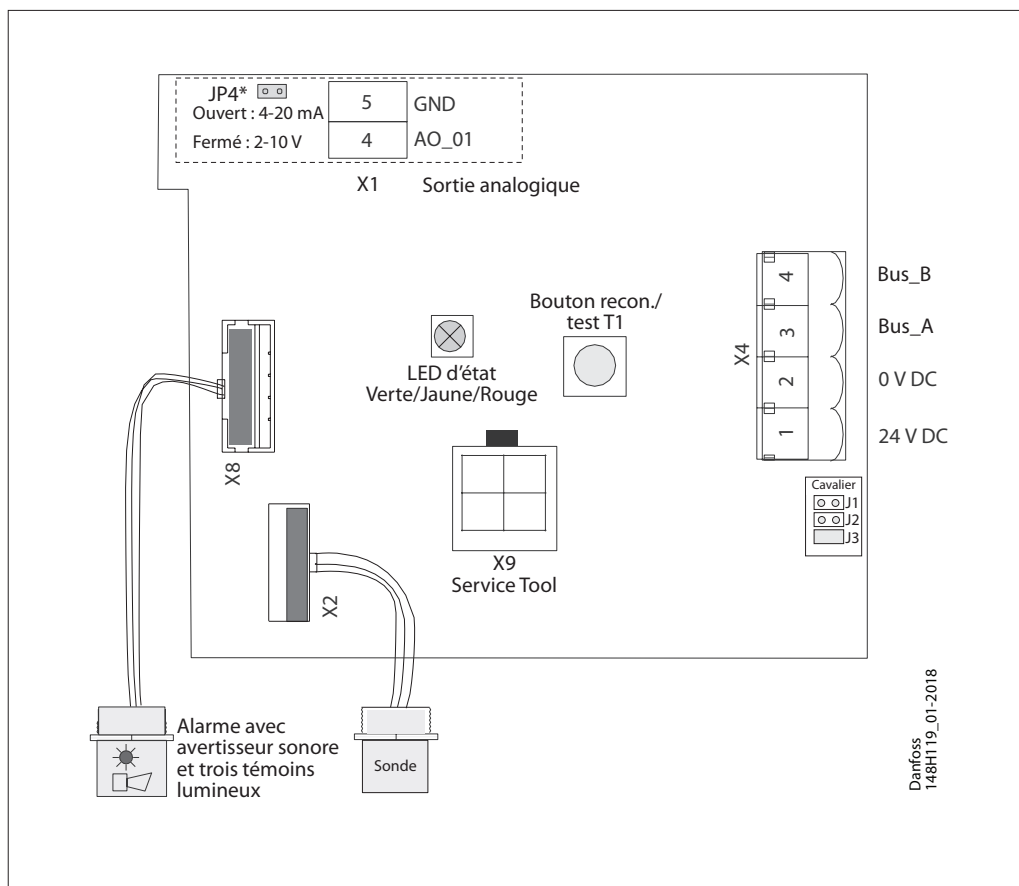 JP4*
Ouvert : 4-20 mA
Fermé : 2-10 V
5
GND
4
AO_01
X1
Sortie analogique
4
Bus_B
3
Bus_A
2
0 V DC
1
24 V DC
X4
Bouton recon./
test T1
LED d’état
Verte/Jaune/Rouge
X8
Cavalier
J1
J2
J3
X9
Service Tool
X2
Alarme avec
avertisseur sonore
et trois témoins
lumineux
Sonde
Danfoss
148H119_01-2018